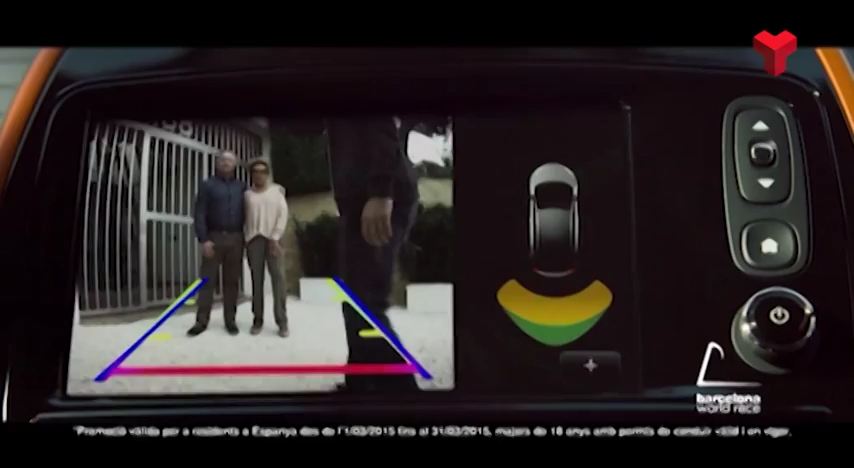 barcelona
world race
Promoció vàlida per a residents a Espanya des de l'1/03/2015 fins al 31/03/2015, majors de 18 anys amb permís de conduir vàlid i en vigor.